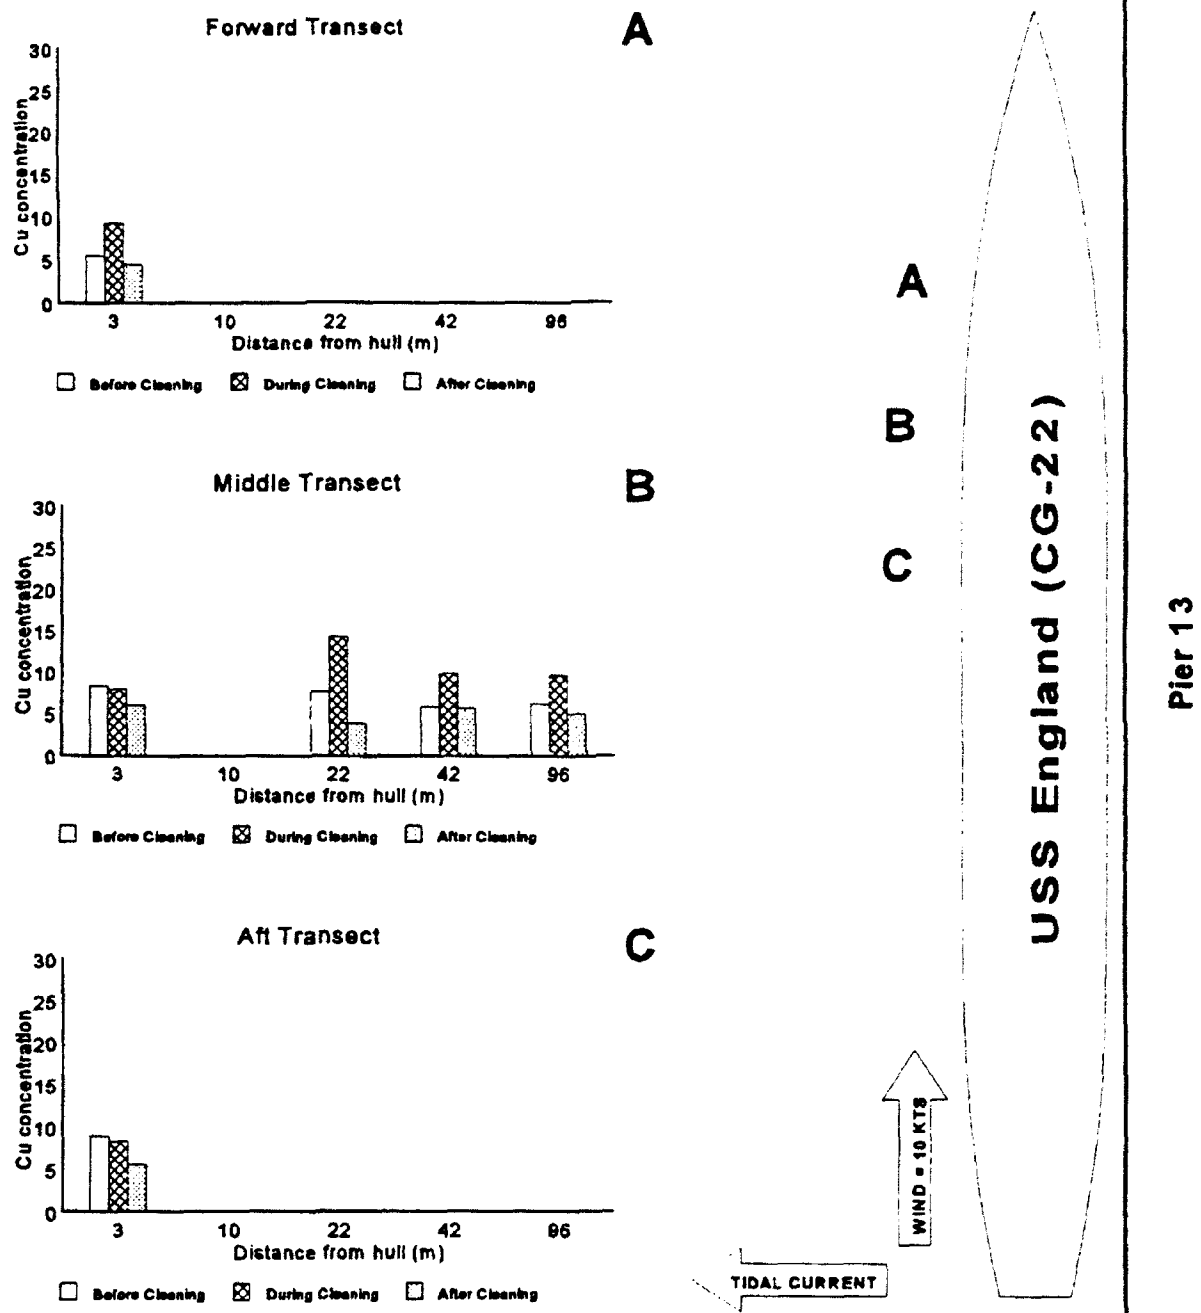 Forward Transect
A
30
25
20
15
10
5
0
Cu concentration
3 10 22 42 96
Distance from hull (m)
Before Cleaning During Cleaning After Cleaning
Middle Transect
B
30
25
20
15
10
5
0
Cu concentration
3 10 22 42 96
Distance from hull (m)
Before Cleaning During Cleaning After Cleaning
Aft Transect
C
30
25
20
15
10
5
0
Cu concentration
3 10 22 42 96
Distance from hull (m)
Before Cleaning During Cleaning After Cleaning
A
B
C
USS England (CG-22)
Pier 13
WIND = 10 KTS
TIDAL CURRENT